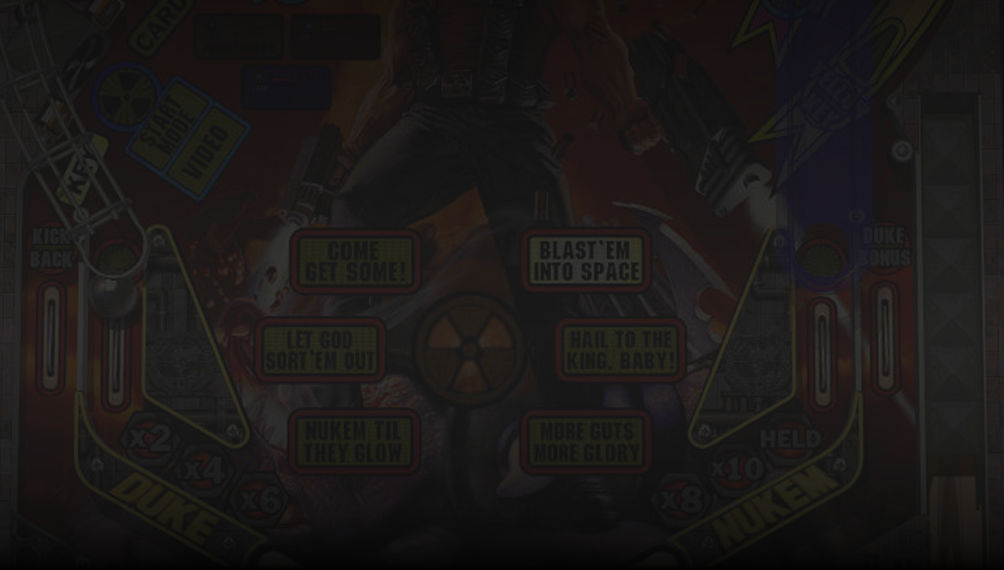 CARD
START
MODE
VIDEO
KICK
BACK
DUKE
BONUS
COME
GET SOME!
BLAST'EM
INTO SPACE
LET GOD
SORT'EM OUT
HAIL TO THE
KING, BABY!
NUKEM TIL
THEY GLOW
MORE GUTS
MORE GLORY
x2
x4
x6
HELD
x10
x8
DUKE
NUKEM